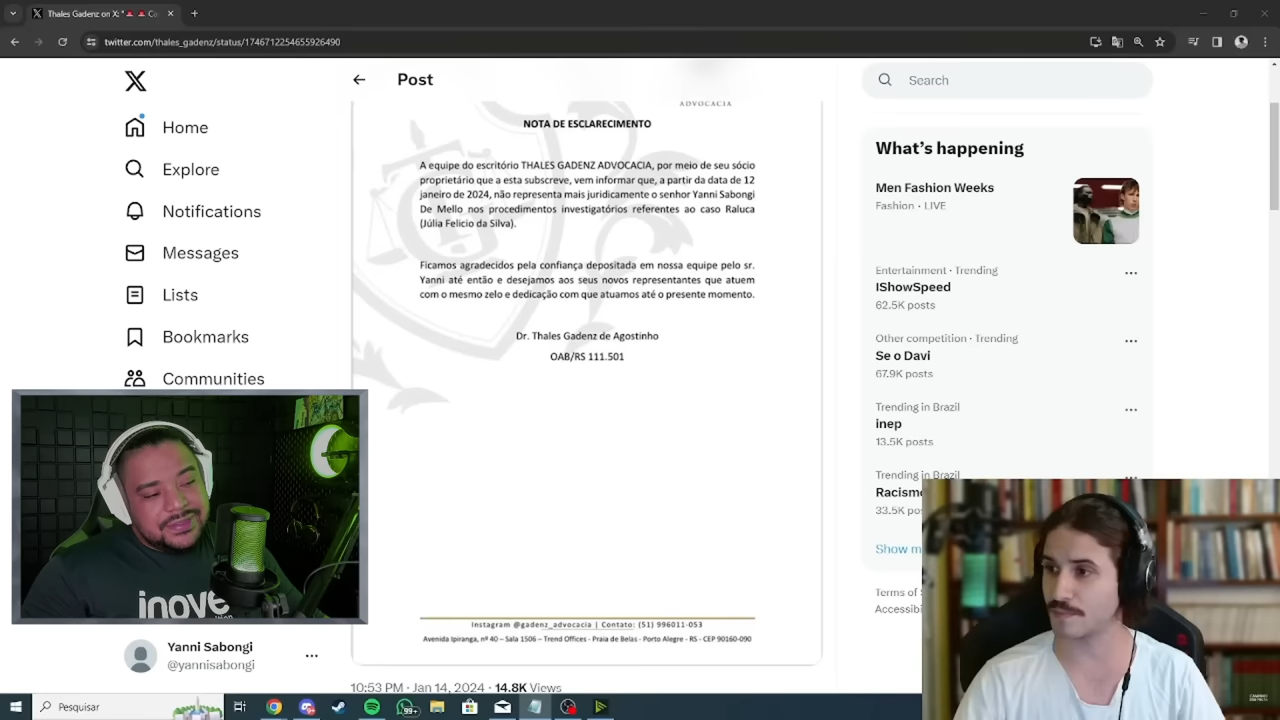 Thales Gadenz on X: "🚨🚨 Co
twitter.com/thales_gadenz/status/1746712254655926490
Home
Explore
Notifications
Messages
Lists
Bookmarks
Communities
Yanni Sabongi
@yannisabongi
Post
ADVOCACIA
NOTA DE ESCLARECIMENTO
A equipe do escritório THALES GADENZ ADVOCACIA, por meio de seu sócio
proprietário que a esta subscreve, vem informar que, a partir da data de 12
janeiro de 2024, não representa mais juridicamente o senhor Yanni Sabongi
De Mello nos procedimentos investigatórios referentes ao caso Raluca
(Júlia Felicio da Silva).
Ficamos agradecidos pela confiança depositada em nossa equipe pelo sr.
Yanni até então e desejamos aos seus novos representantes que atuem
com o mesmo zelo e dedicação com que atuamos até o presente momento.
Dr. Thales Gadenz de Agostinho
OAB/RS 111.501
Instagram @gadenz_advocacia | Contato: (51) 996011-053
Avenida Ipiranga, nº 40 – Sala 1506 – Trend Offices - Praia de Belas - Porto Alegre - RS - CEP 90160-090
10:53 PM · Jan 14, 2024 · 14.8K Views
Search
What's happening
Men Fashion Weeks
Fashion · LIVE
Entertainment · Trending
IShowSpeed
62.5K posts
Other competition · Trending
Se o Davi
67.9K posts
Trending in Brazil
inep
13.5K posts
Trending in Brazil
Racismo
33.5K pos
Show m
Terms of S
Accessibi
inove
Pesquisar
99+